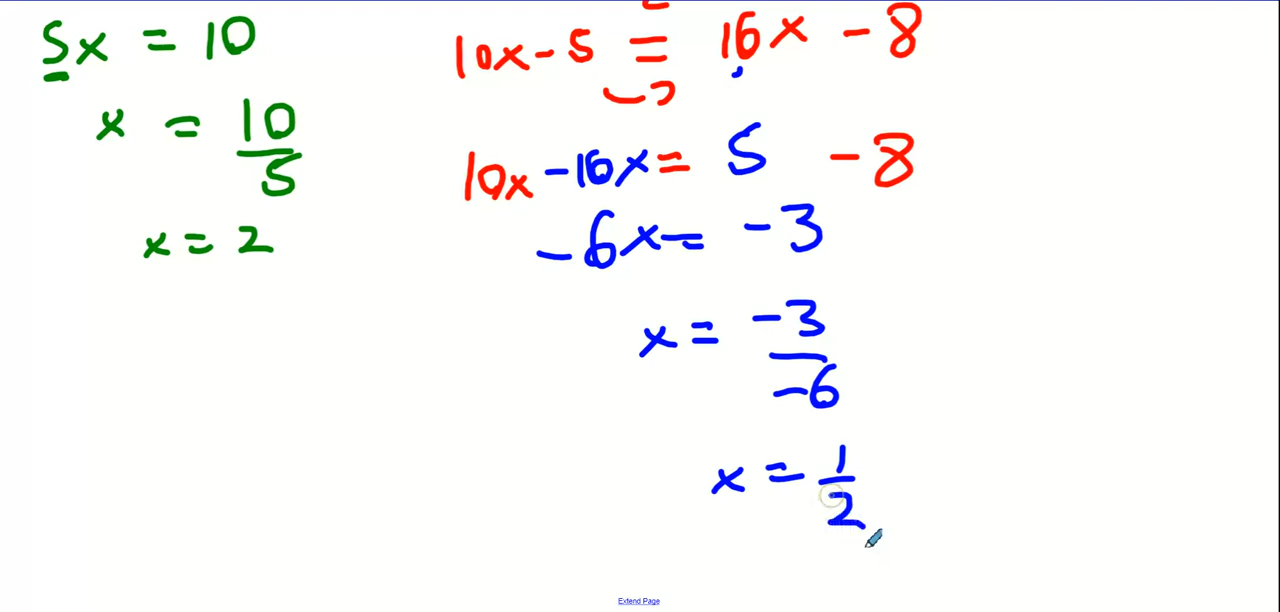 5x = 10
x = 10/5
x = 2
10x - 5 = 16x - 8
10x - 16x = 5 - 8
-6x = -3
x = -3/-6
x = 1/2
Extend Page